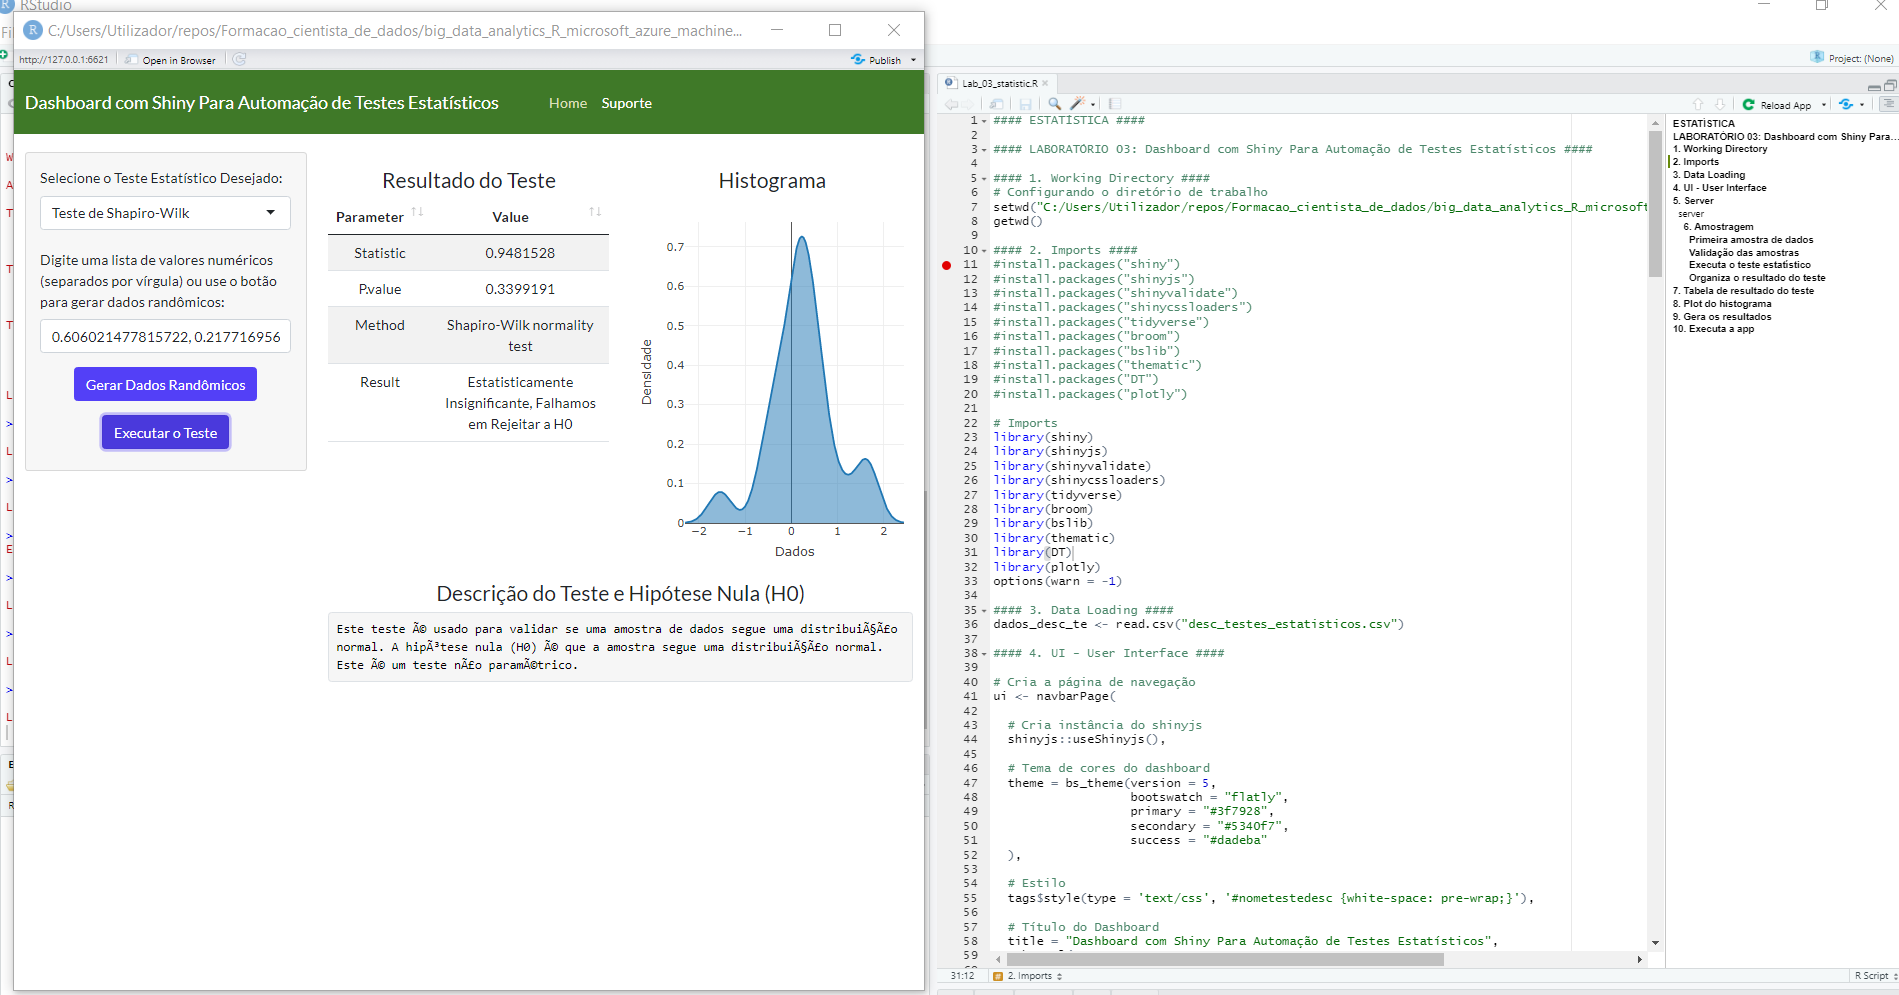 RStudio
C:/Users/Utilizador/repos/Formacao_cientista_de_dados/big_data_analytics_R_microsoft_azure_machine...
http://127.0.0.1:6621
Open in Browser
Publish
Dashboard com Shiny Para Automação de Testes Estatísticos
Home
Suporte
Selecione o Teste Estatístico Desejado:
Teste de Shapiro-Wilk
Digite uma lista de valores numéricos
(separados por vírgula) ou use o botão
para gerar dados randômicos:
0.606021477815722, 0.217716956
Gerar Dados Randômicos
Executar o Teste
Resultado do Teste
Parameter
Value
Statistic
0.9481528
P.value
0.3399191
Method
Shapiro-Wilk normality
test
Result
Estatisticamente
Insignificante, Falhamos
em Rejeitar a H0
Histograma
0.7
0.6
0.5
0.4
0.3
0.2
0.1
0
Densidade
−2
−1
0
1
2
Dados
Descrição do Teste e Hipótese Nula (H0)
Este teste Ã© usado para validar se uma amostra de dados segue uma distribuiÃ§Ã£o
normal. A hipÃ³tese nula (H0) Ã© que a amostra segue uma distribuiÃ§Ã£o normal.
Este Ã© um teste nÃ£o paramÃ©trico.
Project: (None)
Lab_03_statistic.R
Reload App
1 #### ESTATÍSTICA ####
2
3 #### LABORATÓRIO 03: Dashboard com Shiny Para Automação de Testes Estatísticos ####
4
5 #### 1. Working Directory ####
6 # Configurando o diretório de trabalho
7 setwd("C:/Users/Utilizador/repos/Formacao_cientista_de_dados/big_data_analytics_R_microsoft
8 getwd()
9
10 #### 2. Imports ####
11 #install.packages("shiny")
12 #install.packages("shinyjs")
13 #install.packages("shinyvalidate")
14 #install.packages("shinycssloaders")
15 #install.packages("tidyverse")
16 #install.packages("broom")
17 #install.packages("bslib")
18 #install.packages("thematic")
19 #install.packages("DT")
20 #install.packages("plotly")
21
22 # Imports
23 library(shiny)
24 library(shinyjs)
25 library(shinyvalidate)
26 library(shinycssloaders)
27 library(tidyverse)
28 library(broom)
29 library(bslib)
30 library(thematic)
31 library(DT)
32 library(plotly)
33 options(warn = -1)
34
35 #### 3. Data Loading ####
36 dados_desc_te <- read.csv("desc_testes_estatisticos.csv")
37
38 #### 4. UI - User Interface ####
39
40 # Cria a página de navegação
41 ui <- navbarPage(
42
43 # Cria instância do shinyjs
44 shinyjs::useShinyjs(),
45
46 # Tema de cores do dashboard
47 theme = bs_theme(version = 5,
48 bootswatch = "flatly",
49 primary = "#3f7928",
50 secondary = "#5340f7",
51 success = "#dadeba"
52 ),
53
54 # Estilo
55 tags$style(type = 'text/css', '#nometestedesc {white-space: pre-wrap;}'),
56
57 # Título do Dashboard
58 title = "Dashboard com Shiny Para Automação de Testes Estatísticos",
59
31:12
2. Imports
R Script
ESTATÍSTICA
LABORATÓRIO 03: Dashboard com Shiny Para...
1. Working Directory
2. Imports
3. Data Loading
4. UI - User Interface
5. Server
server
6. Amostragem
Primeira amostra de dados
Validação das amostras
Executa o teste estatístico
Organiza o resultado do teste
7. Tabela de resultado do teste
8. Plot do histograma
9. Gera os resultados
10. Executa a app